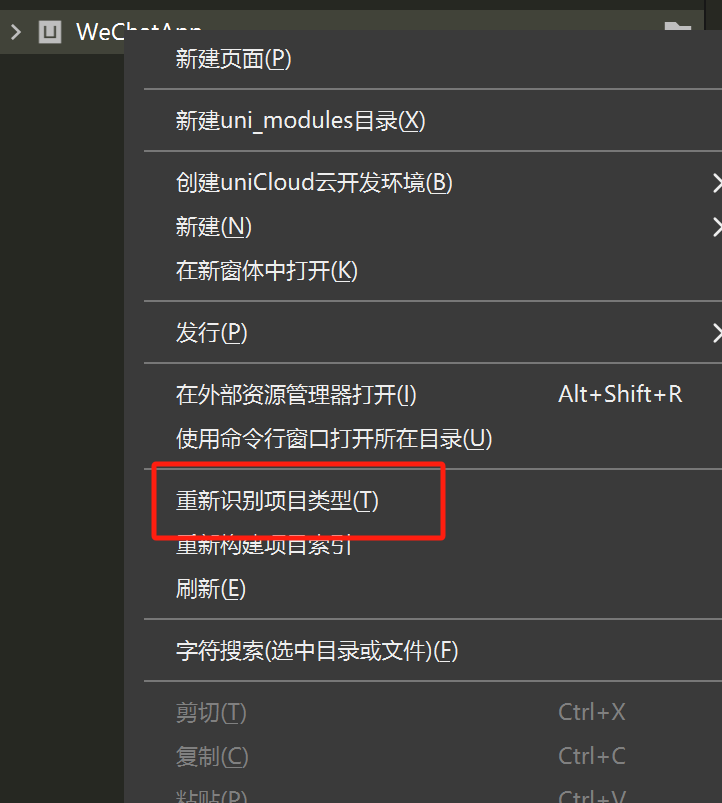 WeChatApp
新建页面(P)
新建uni_modules目录(X)
创建uniCloud云开发环境(B)
新建(N)
在新窗体中打开(K)
发行(P)
在外部资源管理器打开(I) Alt+Shift+R
使用命令行窗口打开所在目录(U)
重新识别项目类型(T)
重新构建项目索引
刷新(E)
字符搜索(选中目录或文件)(F)
剪切(T) Ctrl+X
复制(C) Ctrl+C
粘贴(P) Ctrl+V